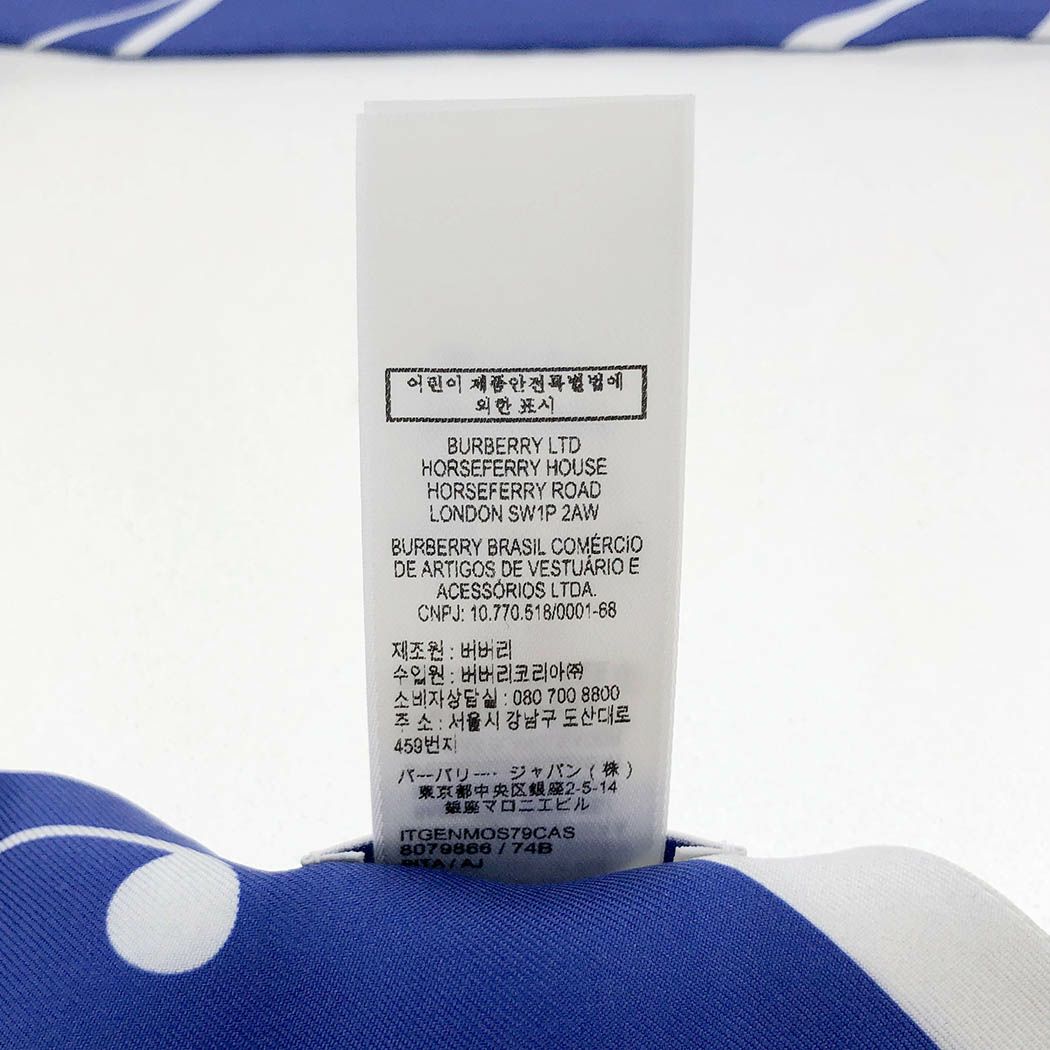 어린이 제품안전특별법에
의한 표시
BURBERRY LTD
HORSEFERRY HOUSE
HORSEFERRY ROAD
LONDON SW1P 2AW
BURBERRY BRASIL COMÉRCIO
DE ARTIGOS DE VESTUÁRIO E
ACESSÓRIOS LTDA.
CNPJ: 10.770.518/0001-68
제조원 : 버버리
수입원 : 버버리코리아㈜
소비자상담실 : 080 700 8800
주 소 : 서울시 강남구 도산대로
459번지
バーバリー・ジャパン(株)
東京都中央区銀座2-5-14
銀座マロニエビル
ITGENMOS79CAS
8079866 / 74B
RITA / AJ